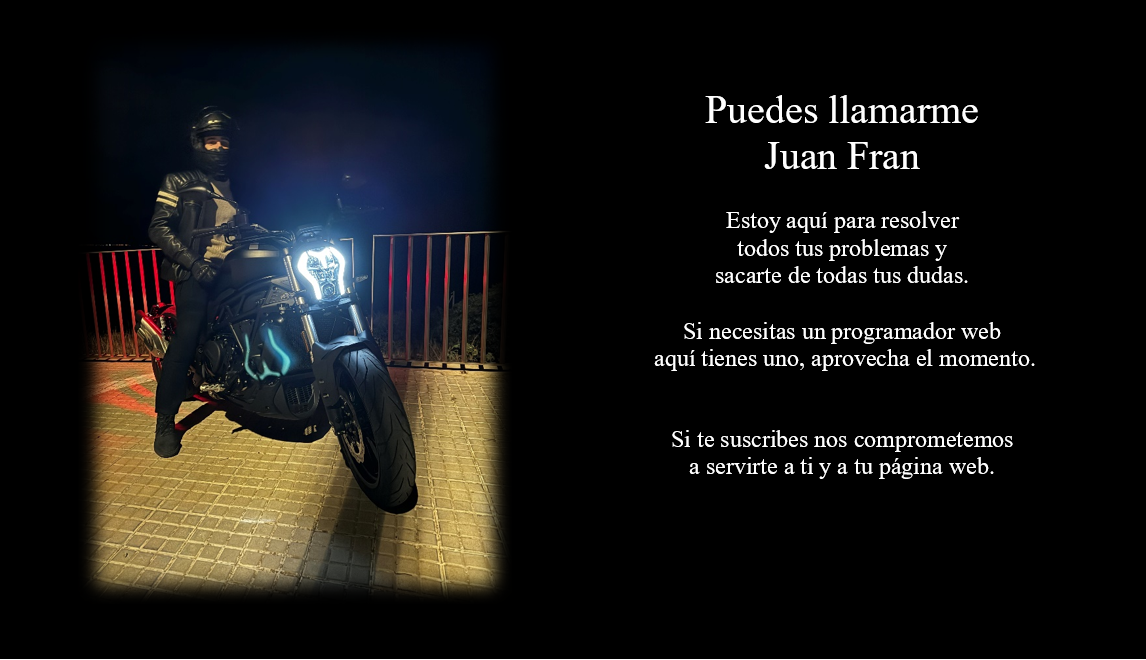 Puedes llamarme
Juan Fran
Estoy aquí para resolver
todos tus problemas y
sacarte de todas tus dudas.
Si necesitas un programador web
aquí tienes uno, aprovecha el momento.
Si te suscribes nos comprometemos
a servirte a ti y a tu página web.